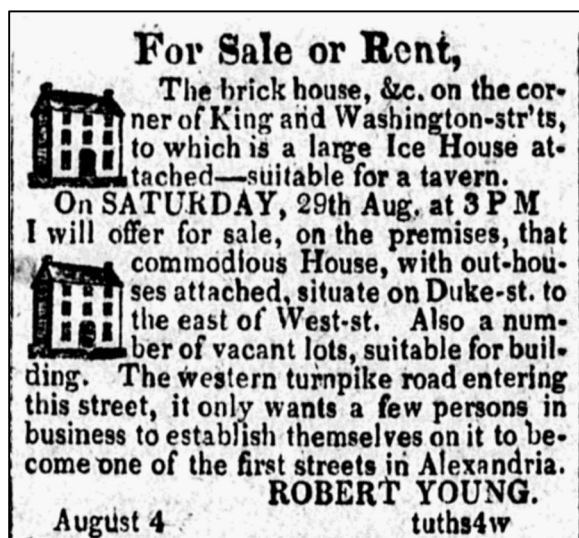 For Sale or Rent,
The brick house, &c. on the cor-
ner of King and Washington-str'ts,
to which is a large Ice House at-
tached—suitable for a tavern.
On SATURDAY, 29th Aug. at 3 P M
I will offer for sale, on the premises, that
commodious House, with out-hou-
ses attached, situate on Duke-st. to
the east of West-st. Also a num-
ber of vacant lots, suitable for buil-
ding. The western turnpike road entering
this street, it only wants a few persons in
business to establish themselves on it to be-
come one of the first streets in Alexandria.
ROBERT YOUNG.
August 4 tuths4w